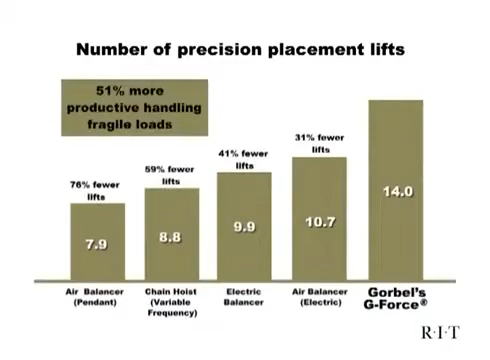 Number of precision placement lifts
51% more
productive handling
fragile loads
76% fewer
lifts
59% fewer
lifts
41% fewer
lifts
31% fewer
lifts
7.9
8.8
9.9
10.7
14.0
Air Balancer
(Pendant)
Chain Hoist
(Variable
Frequency)
Electric
Balancer
Air Balancer
(Electric)
Gorbel's
G-Force®
R·I·T